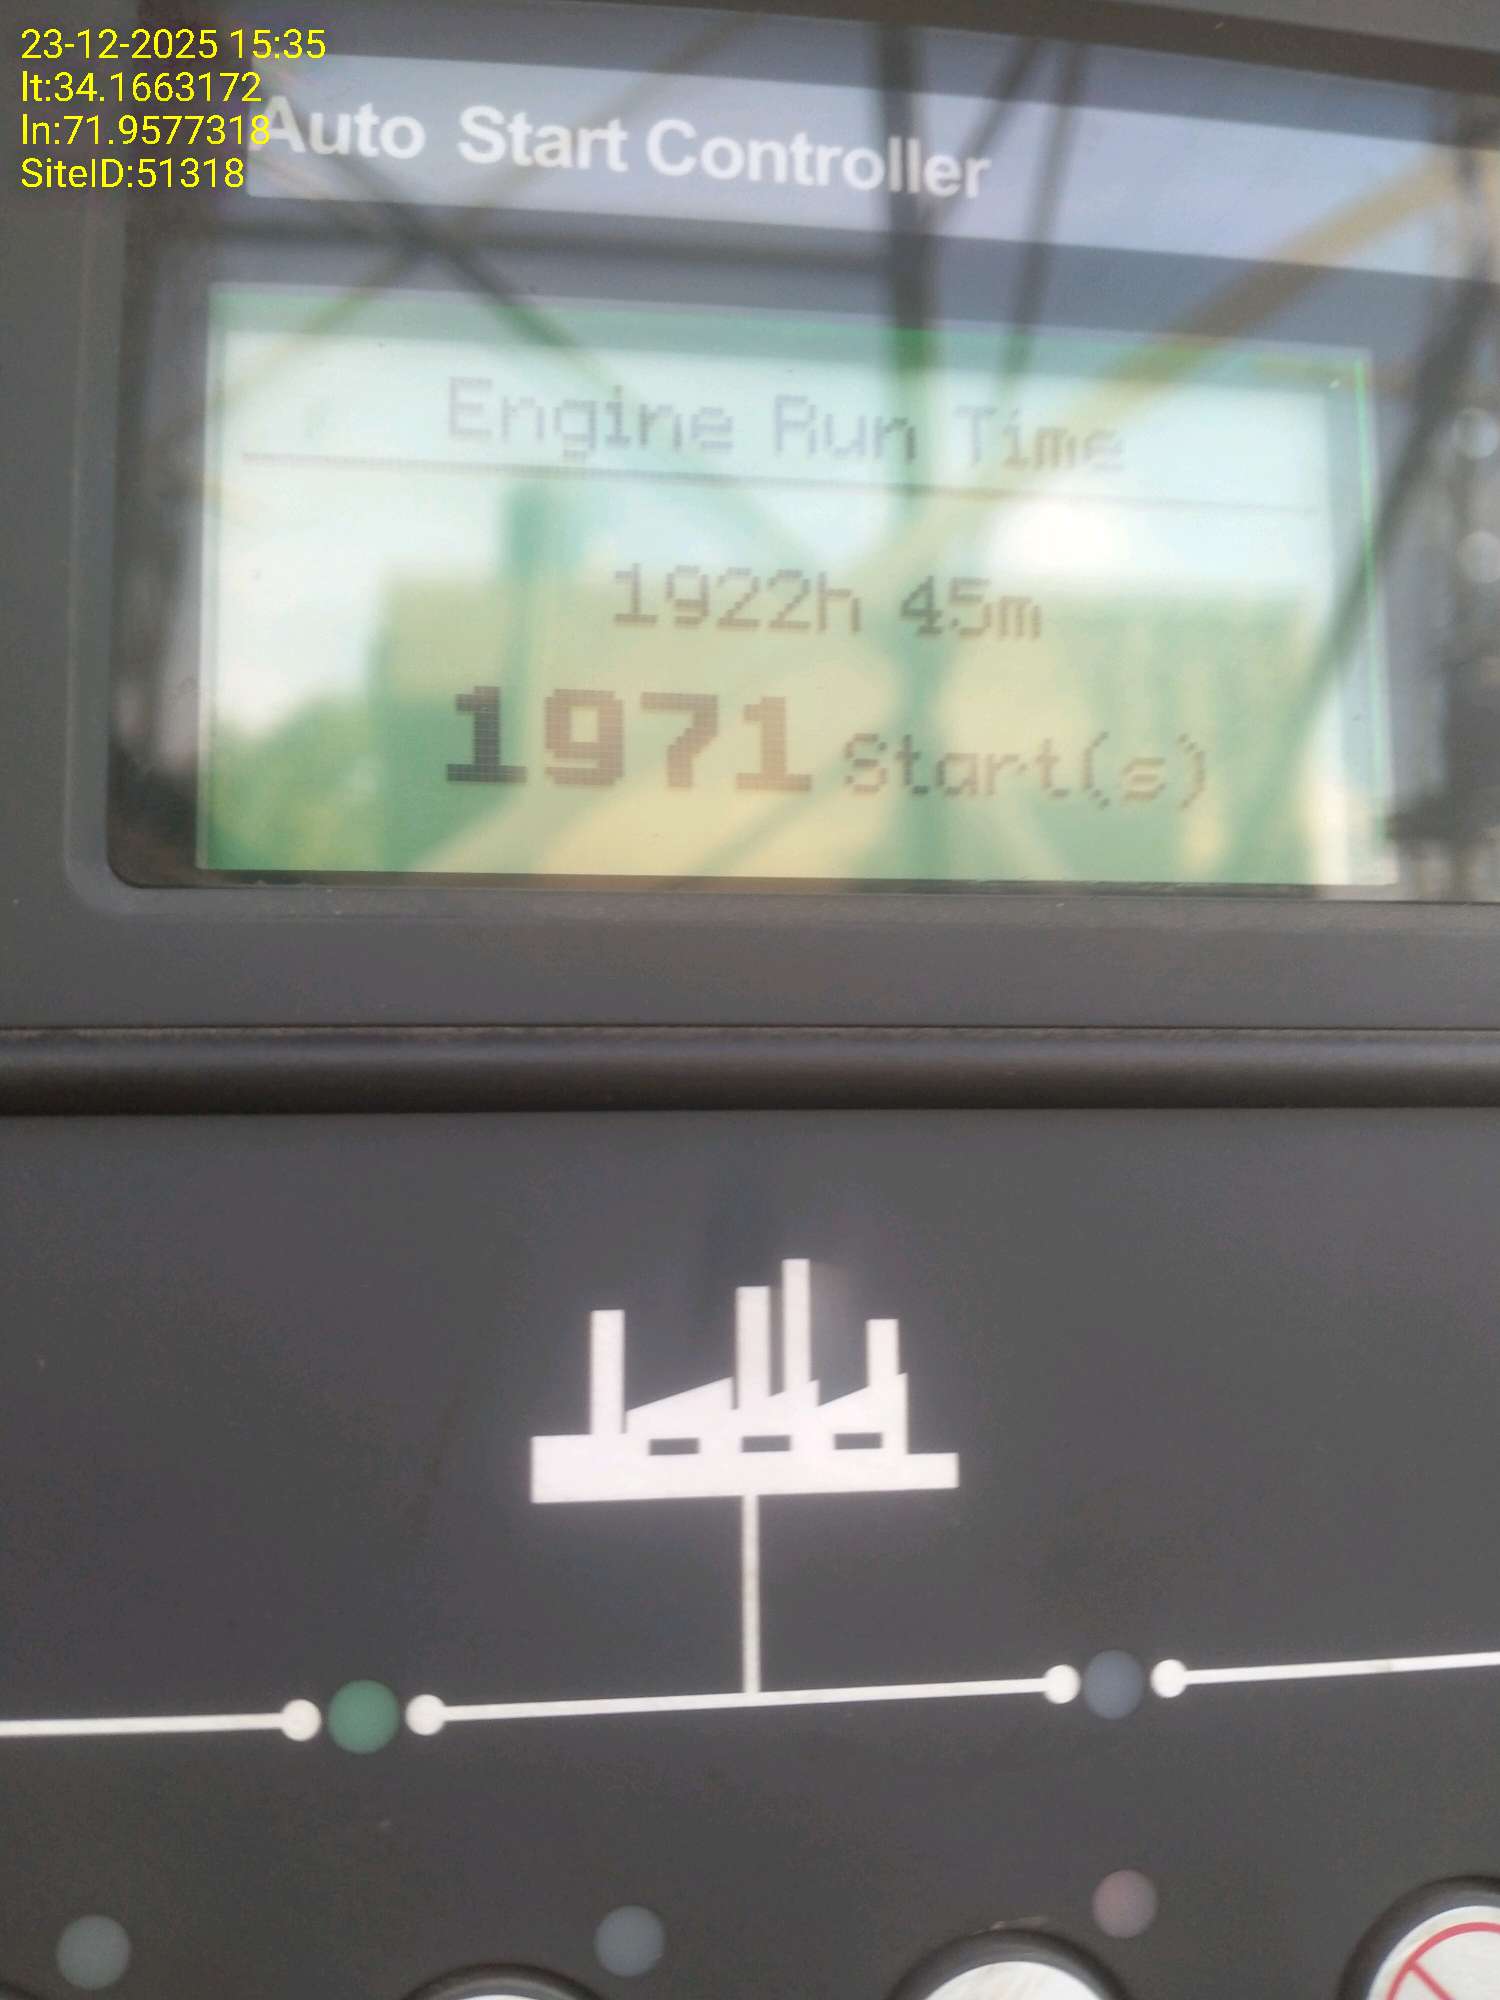 23-12-2025 15:35
lt:34.1663172
ln:71.9577318
SiteID:51318
Auto Start Controller
Engine Run Time
1922h 45m
1971 Start(s)